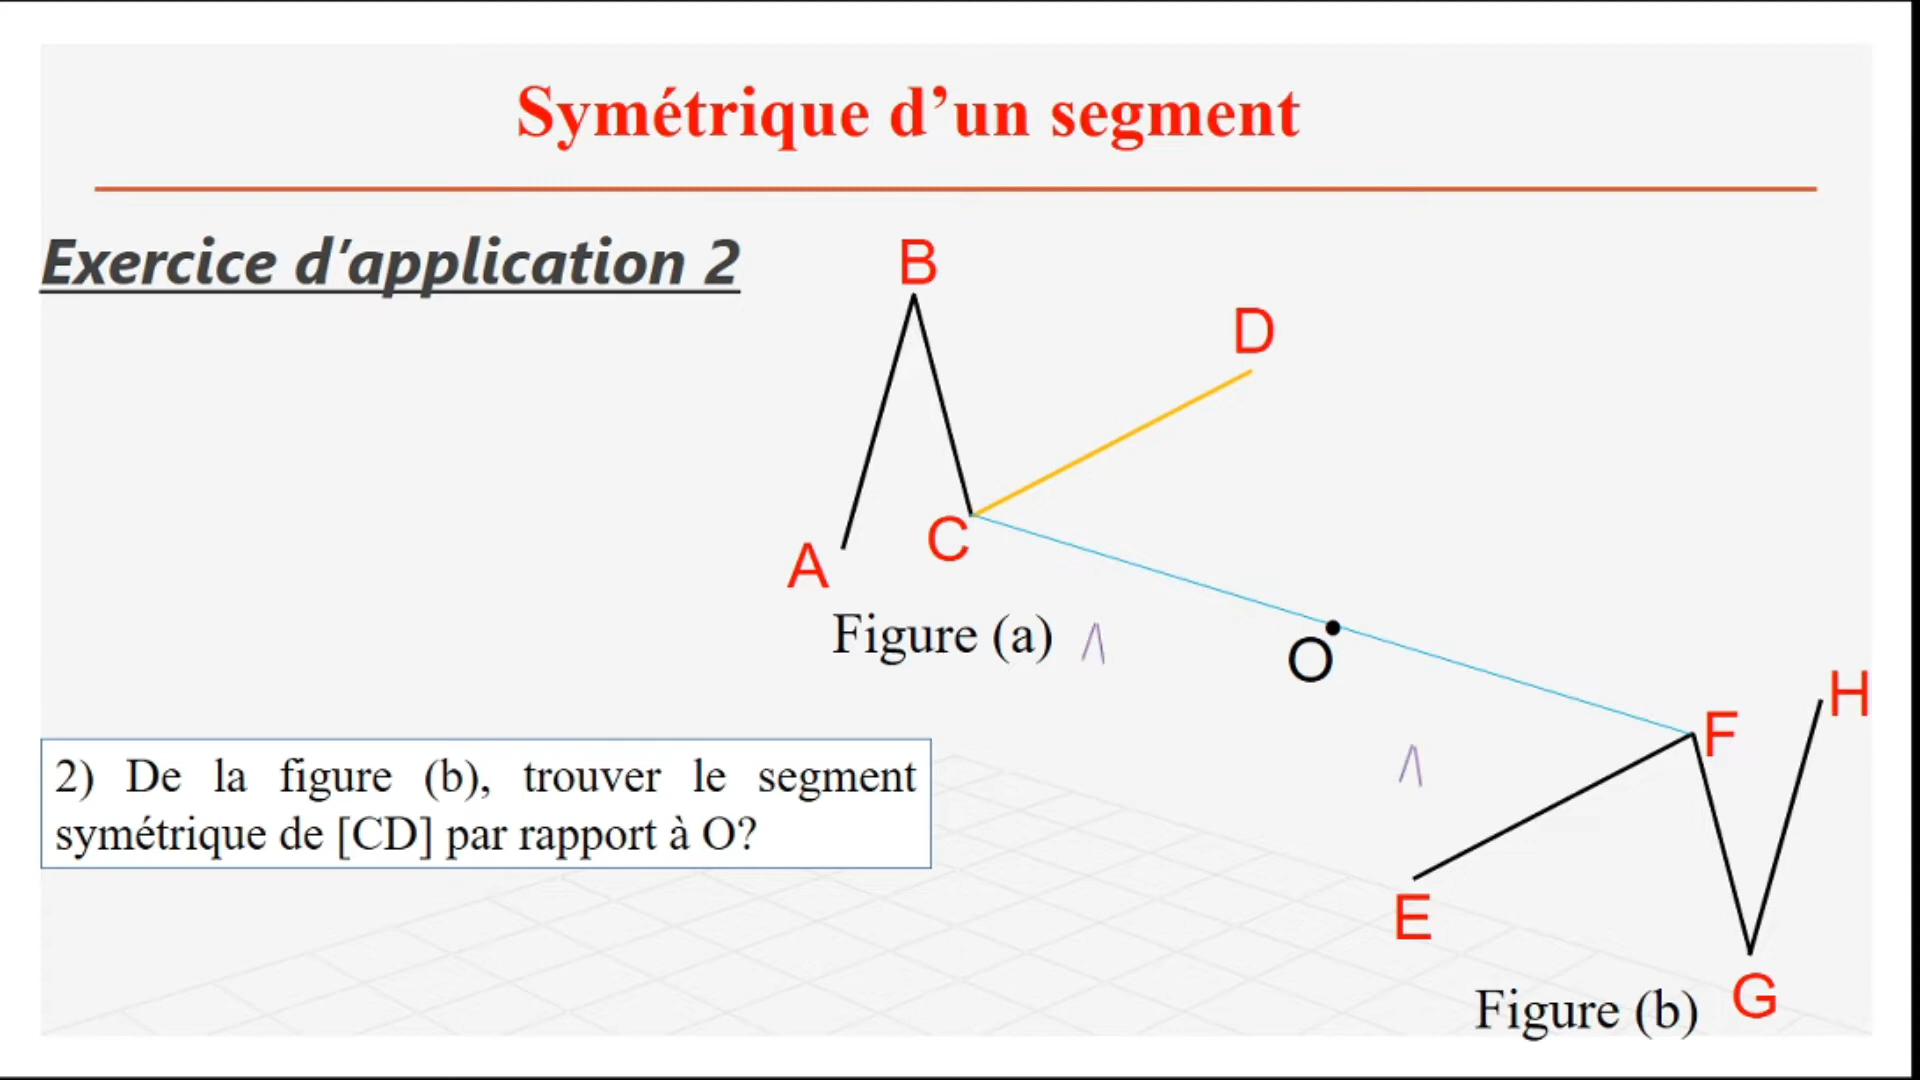 Symétrique d’un segment
Exercice d’application 2
B
D
A
C
Figure (a)
O
H
F
2) De la figure (b), trouver le segment
symétrique de [CD] par rapport à O?
E
G
Figure (b)